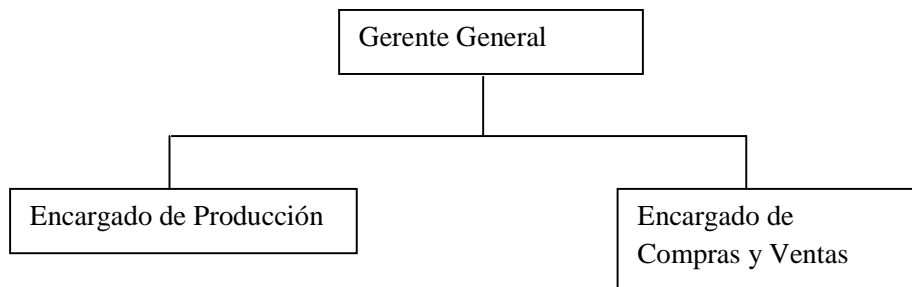 Gerente General
Encargado de Producción
Encargado de
Compras y Ventas